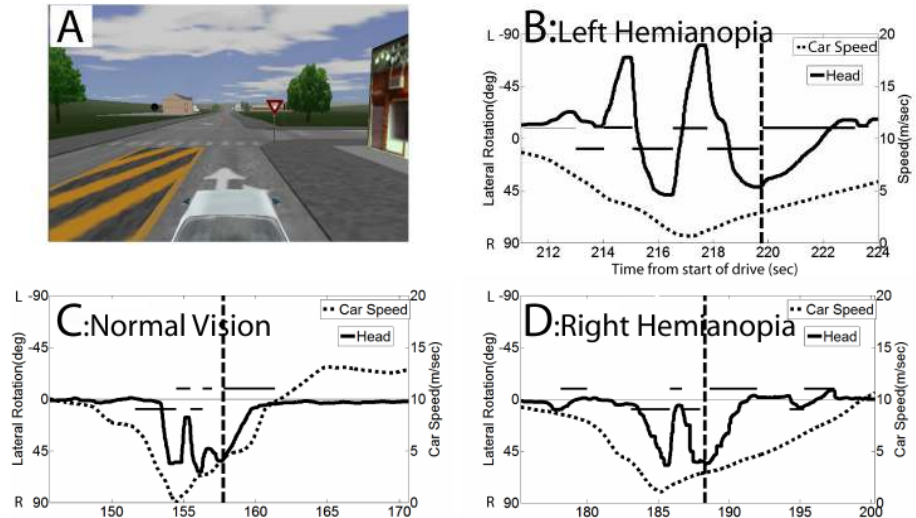 A
B:Left Hemianopia
L -90
-45
0
45
R 90
Lateral Rotation(deg)
Car Speed
Head
20
15
10
5
0
Speed(m/sec)
212 214 216 218 220 222 224
Time from start of drive (sec)
C:Normal Vision
L -90
-45
0
45
R 90
Lateral Rotation(deg)
Car Speed
Head
20
15
10
5
0
Car Speed(m/sec)
150 155 160 165 170
D:Right Hemianopia
L -90
-45
0
45
R 90
Lateral Rotation(deg)
Car Speed
Head
20
15
10
5
0
Car Speed(m/sec)
180 185 190 195 200